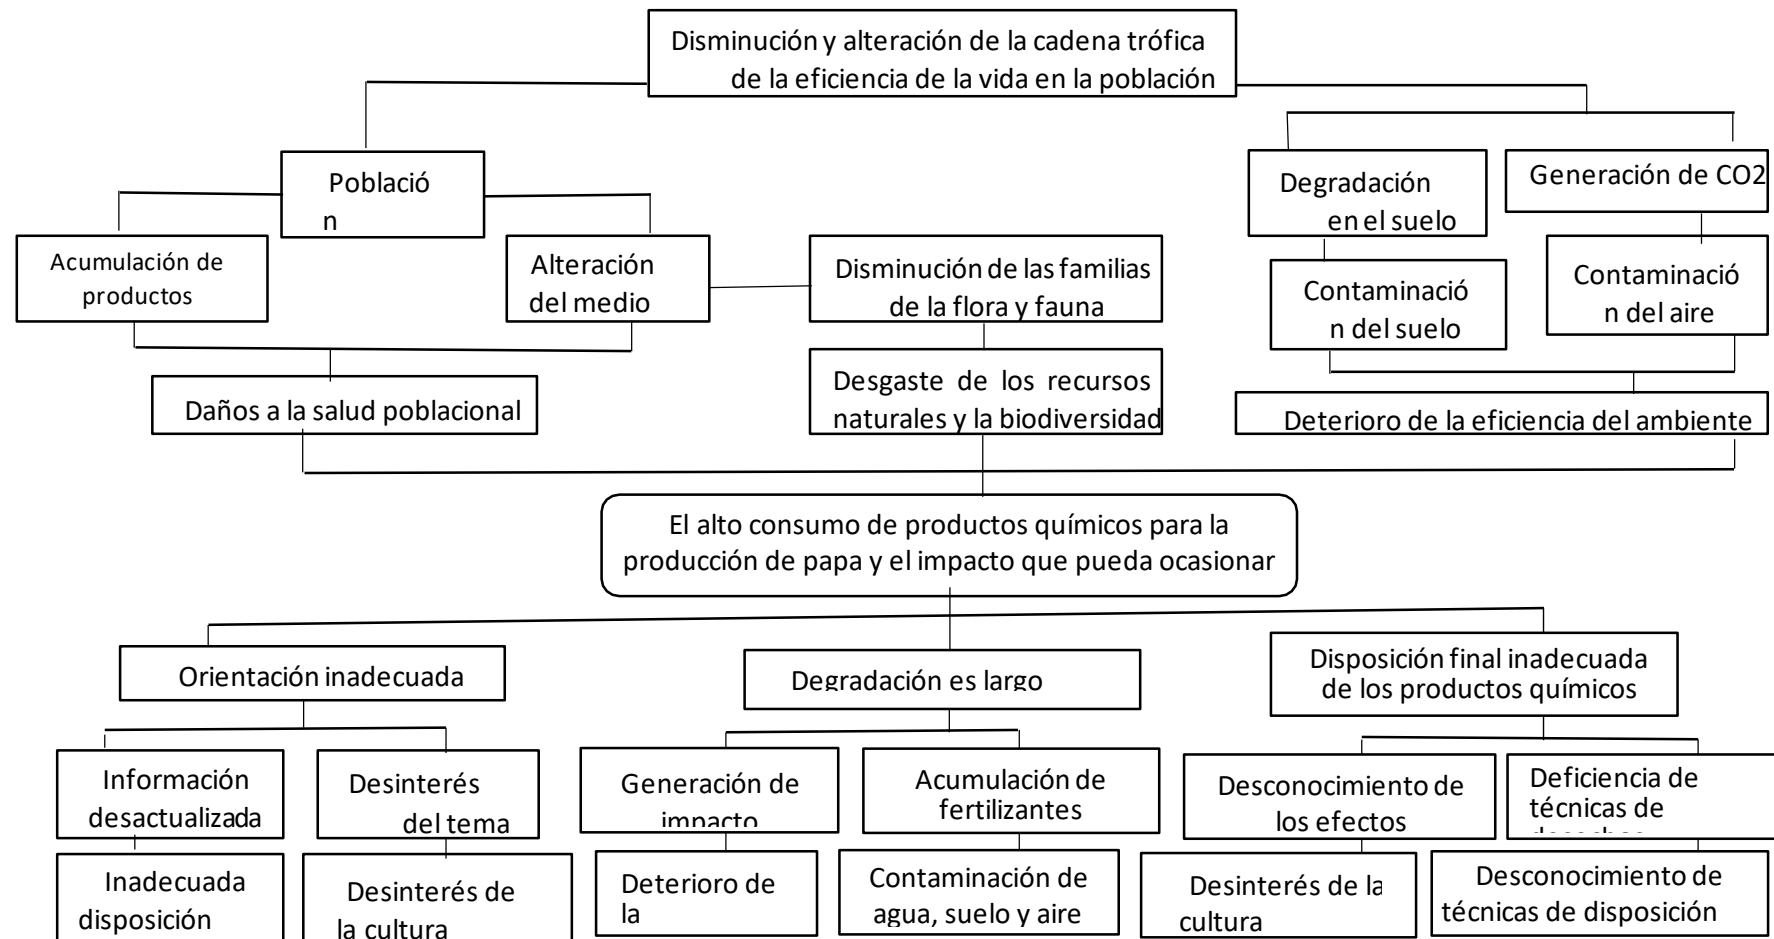 Disminución y alteración de la cadena trófica
de la eficiencia de la vida en la población
Població
n
Degradación
en el suelo
Generación de CO2
Acumulación de
productos
Alteración
del medio
Disminución de las familias
de la flora y fauna
Contaminació
n del suelo
Contaminació
n del aire
Daños a la salud poblacional
Desgaste de los recursos
naturales y la biodiversidad
Deterioro de la eficiencia del ambiente
El alto consumo de productos químicos para la
producción de papa y el impacto que pueda ocasionar
Orientación inadecuada
Degradación es largo
Disposición final inadecuada
de los productos químicos
Información
desactualizada
Desinterés
del tema
Generación de
impacto
Acumulación de
fertilizantes
Desconocimiento de
los efectos
Deficiencia de
técnicas de
Inadecuada
disposición
Desinterés de
la cultura
Deterioro de
la
Contaminación de
agua, suelo y aire
Desinterés de la
cultura
Desconocimiento de
técnicas de disposición